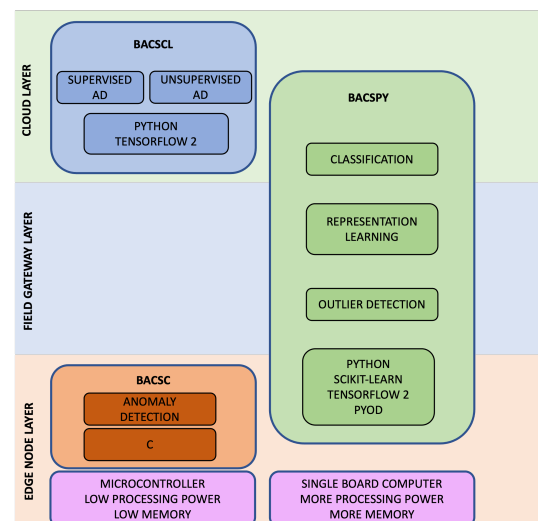 CLOUD LAYER
BACSCL
SUPERVISED
AD
UNSUPERVISED
AD
PYTHON
TENSORFLOW 2
BACSPY
CLASSIFICATION
FIELD GATEWAY LAYER
REPRESENTATION
LEARNING
OUTLIER DETECTION
PYTHON
SCIKIT-LEARN
TENSORFLOW 2
PYOD
EDGE NODE LAYER
BACSC
ANOMALY
DETECTION
C
MICROCONTROLLER
LOW PROCESSING POWER
LOW MEMORY
SINGLE BOARD COMPUTER
MORE PROCESSING POWER
MORE MEMORY